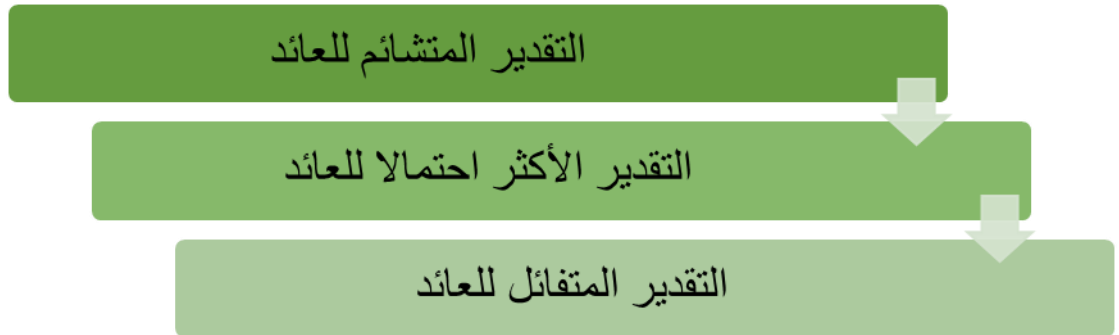 التقدير المتشائم للعائد
التقدير الأكثر احتمالا للعائد
التقدير المتفائل للعائد